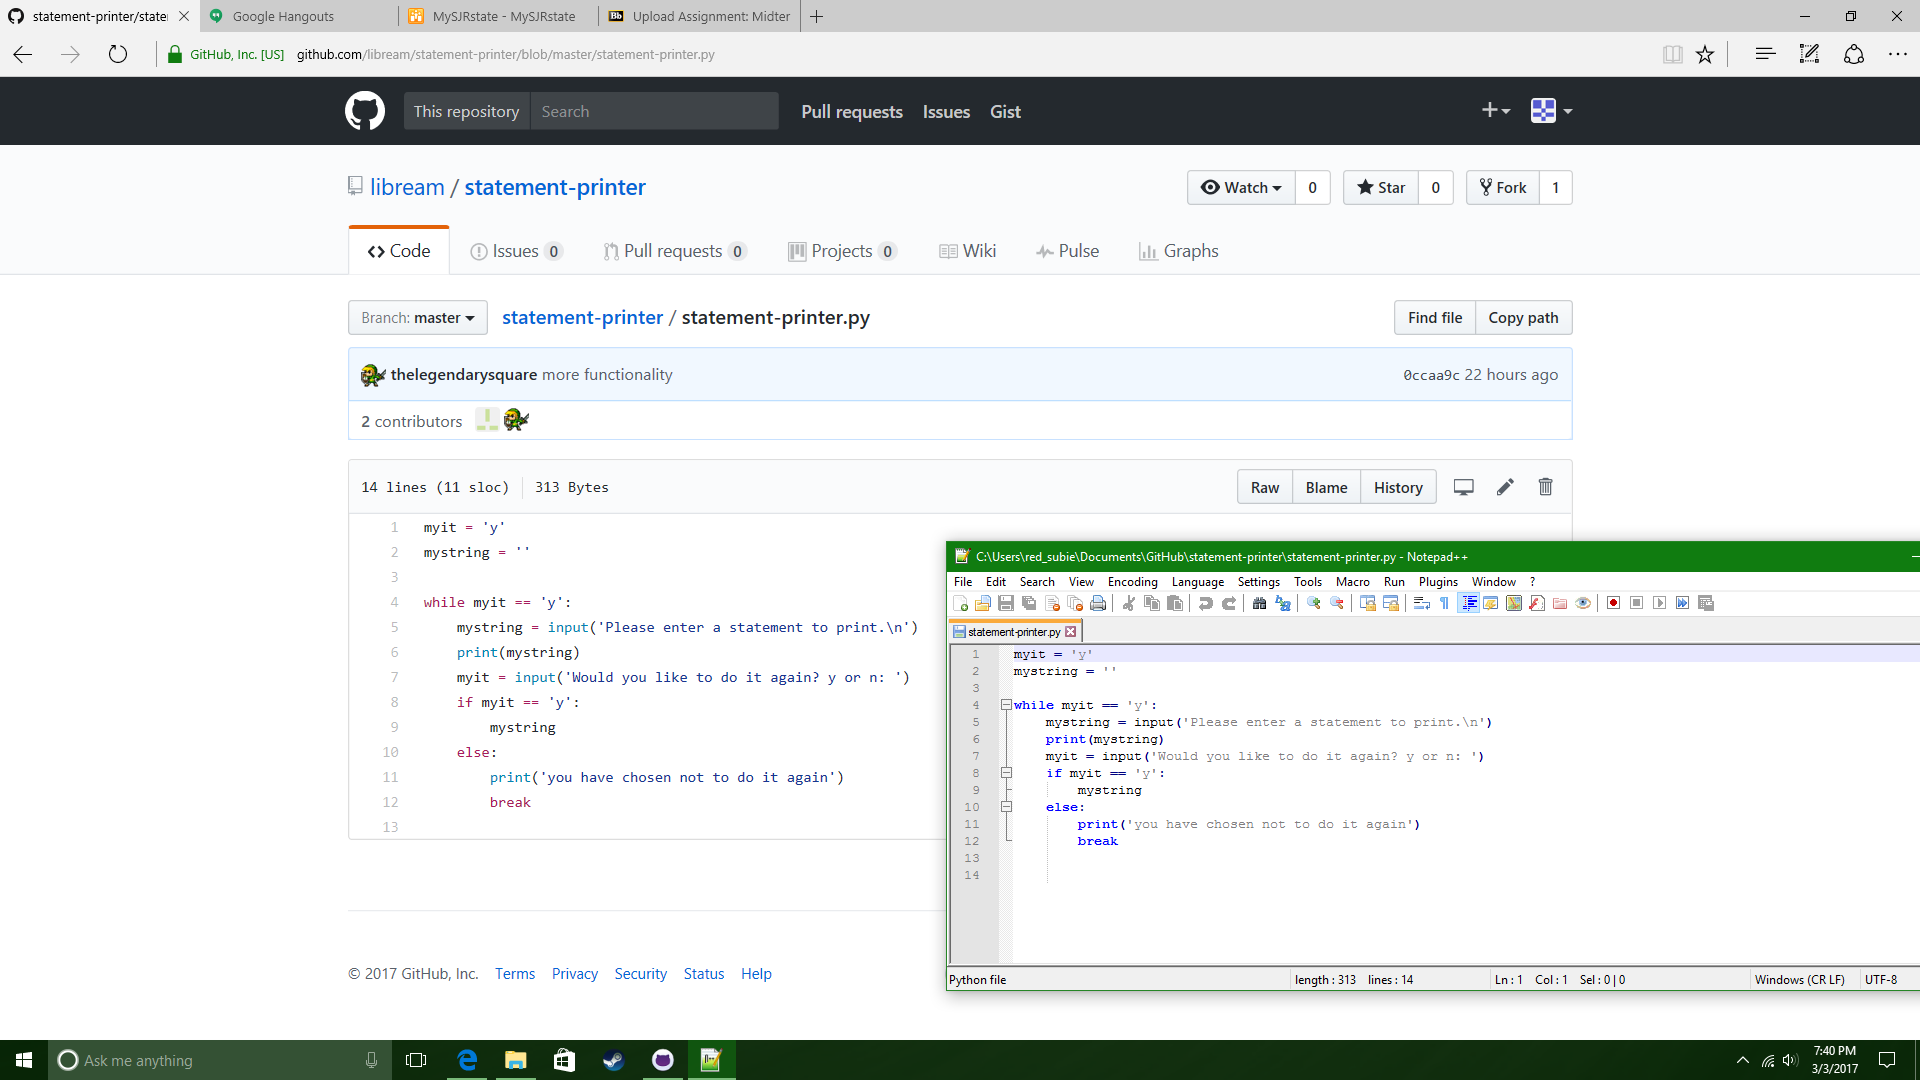 statement-printer/state
Google Hangouts
MySJRstate - MySJRstate
Bb Upload Assignment: Midter
GitHub, Inc. [US] github.com/libream/statement-printer/blob/master/statement-printer.py
This repository Search Pull requests Issues Gist
libream / statement-printer
Watch 0 Star 0 Fork 1
Code Issues 0 Pull requests 0 Projects 0 Wiki Pulse Graphs
Branch: master statement-printer / statement-printer.py Find file Copy path
thelegendarysquare more functionality 0ccaa9c 22 hours ago
2 contributors
14 lines (11 sloc) 313 Bytes Raw Blame History
1 myit = 'y'
2 mystring = ''
3
4 while myit == 'y':
5     mystring = input('Please enter a statement to print.\n')
6     print(mystring)
7     myit = input('Would you like to do it again? y or n: ')
8     if myit == 'y':
9         mystring
10     else:
11         print('you have chosen not to do it again')
12         break
13
C:\Users\red_subie\Documents\GitHub\statement-printer\statement-printer.py - Notepad++
File Edit Search View Encoding Language Settings Tools Macro Run Plugins Window ?
statement-printer.py
1 myit = 'y'
2 mystring = ''
3
4 while myit == 'y':
5     mystring = input('Please enter a statement to print.\n')
6     print(mystring)
7     myit = input('Would you like to do it again? y or n: ')
8     if myit == 'y':
9         mystring
10     else:
11         print('you have chosen not to do it again')
12         break
13
14
Python file length : 313 lines : 14 Ln : 1 Col : 1 Sel : 0 | 0 Windows (CR LF) UTF-8
© 2017 GitHub, Inc. Terms Privacy Security Status Help
Ask me anything
7:40 PM
3/3/2017